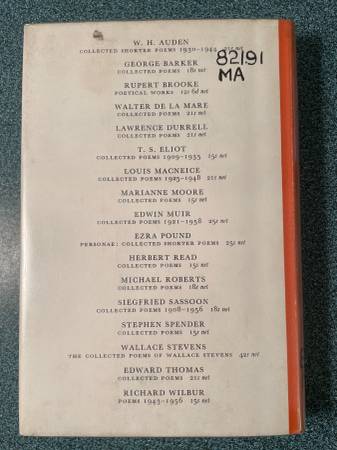 W. H. AUDEN
COLLECTED SHORTER POEMS 1930-1944 21s net
82191
MA
GEORGE BARKER
COLLECTED POEMS 18s net
RUPERT BROOKE
POETICAL WORKS 12s 6d net
WALTER DE LA MARE
COLLECTED POEMS 21s net
LAWRENCE DURRELL
COLLECTED POEMS 21s net
T. S. ELIOT
COLLECTED POEMS 1909-1935 15s net
LOUIS MACNEICE
COLLECTED POEMS 1925-1948 21s net
MARIANNE MOORE
COLLECTED POEMS 15s net
EDWIN MUIR
COLLECTED POEMS 1921-1958 25s net
EZRA POUND
PERSONAE: COLLECTED SHORTER POEMS 25s net
HERBERT READ
COLLECTED POEMS 15s net
MICHAEL ROBERTS
COLLECTED POEMS 18s net
SIEGFRIED SASSOON
COLLECTED POEMS 1908-1956 18s net
STEPHEN SPENDER
COLLECTED POEMS 15s net
WALLACE STEVENS
THE COLLECTED POEMS OF WALLACE STEVENS 42s net
EDWARD THOMAS
COLLECTED POEMS 21s net
RICHARD WILBUR
POEMS 1943-1956 15s net